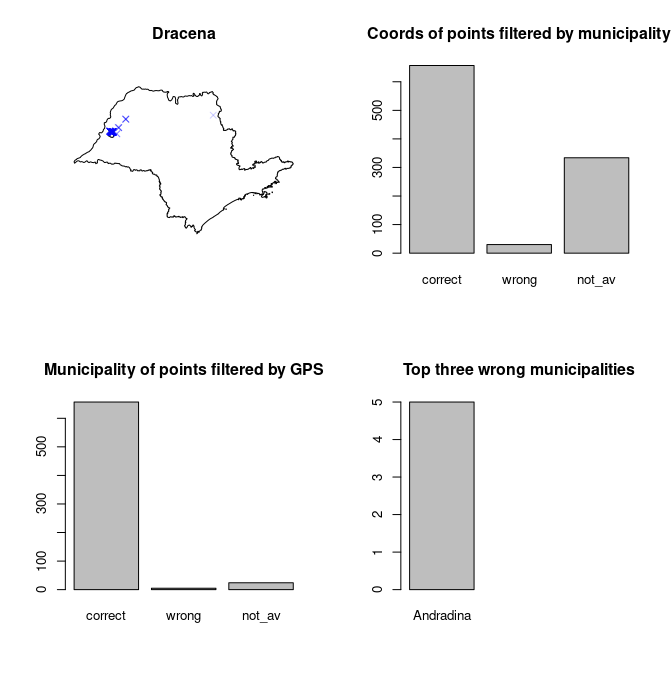 Dracena
Coords of points filtered by municipality
500
300
100
0
correct wrong not_av
Municipality of points filtered by GPS
500
300
100
0
correct wrong not_av
Top three wrong municipalities
5
4
3
2
1
0
Andradina